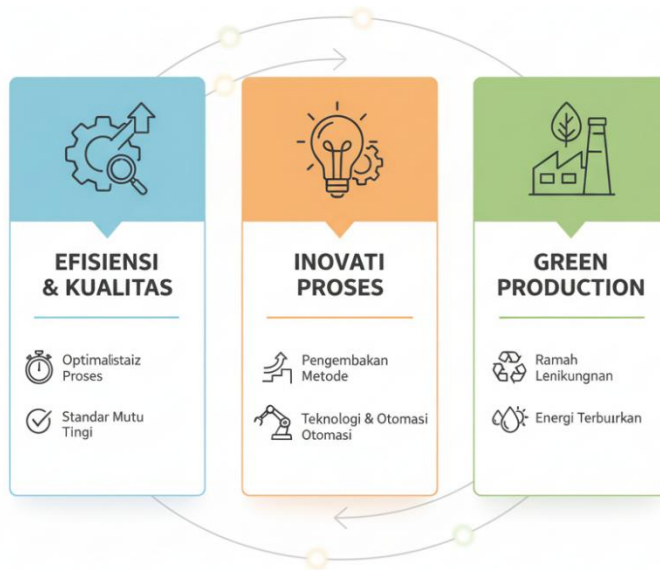 EFISIENSI
& KUALITAS
Optimalistaiz
Proses
Standar Mutu
Tingi
INOVATI
PROSES
Pengembakan
Metode
Teknologi & Otomasi
Otomasi
GREEN
PRODUCTION
Ramah
Lenikungnan
Energi Terbuırkan